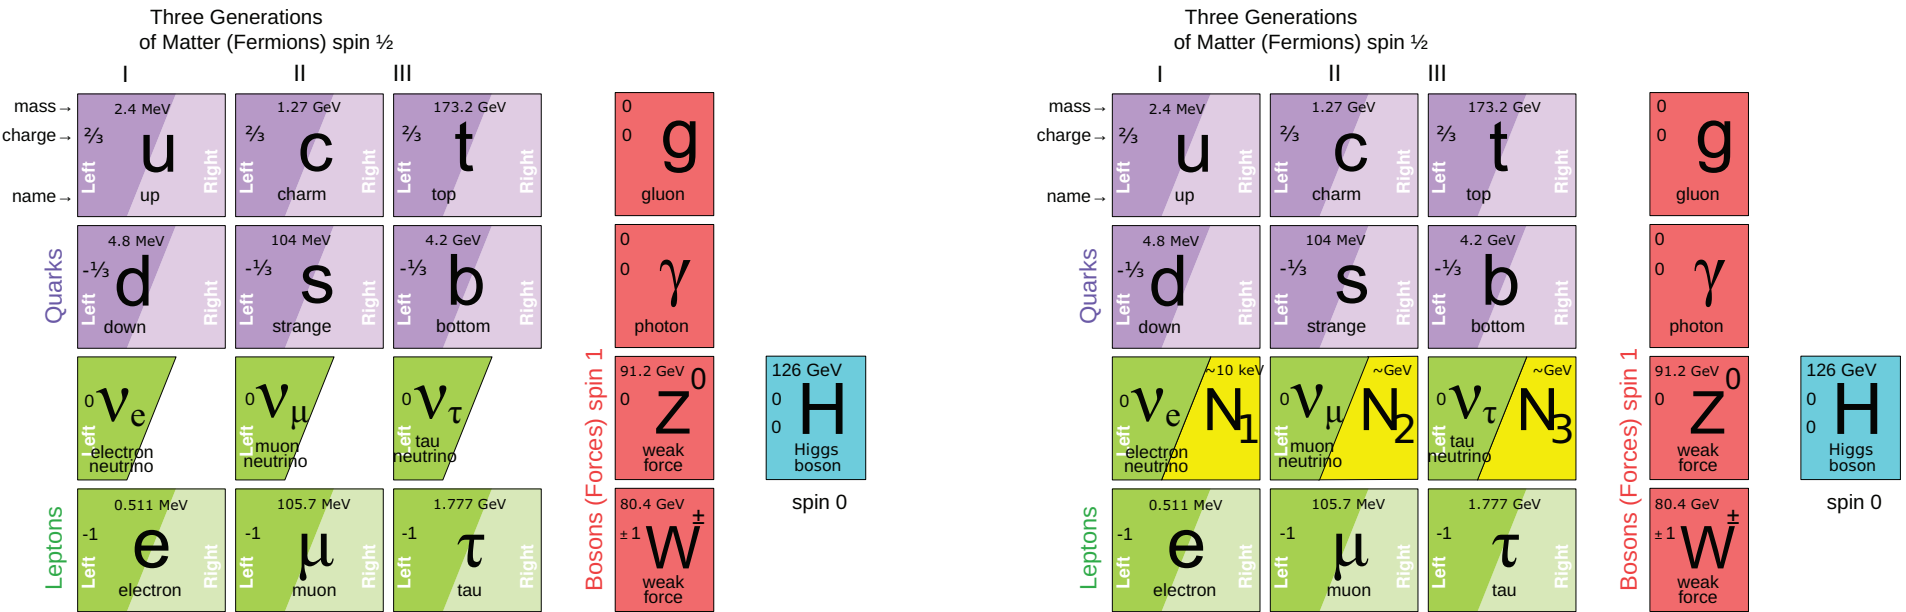 Three Generations
of Matter (Fermions) spin ½
I II III
mass→
charge→
name→
2.4 MeV
⅔
u
Left
Right
up
1.27 GeV
⅔
c
Left
Right
charm
173.2 GeV
⅔
t
Left
Right
top
Quarks
4.8 MeV
-⅓
d
Left
Right
down
104 MeV
-⅓
s
Left
Right
strange
4.2 GeV
-⅓
b
Left
Right
bottom
0
νe
Left
electron
neutrino
0
νμ
Left
muon
neutrino
0
ντ
Left
tau
neutrino
Leptons
0.511 MeV
-1
e
Left
Right
electron
105.7 MeV
-1
μ
Left
Right
muon
1.777 GeV
-1
τ
Left
Right
tau
Bosons (Forces) spin 1
0
0
g
gluon
0
0
γ
photon
91.2 GeV
0
Z0
weak
force
80.4 GeV
±1
W±
weak
force
126 GeV
0
0
H
Higgs
boson
spin 0
Three Generations
of Matter (Fermions) spin ½
I II III
mass→
charge→
name→
2.4 MeV
⅔
u
Left
Right
up
1.27 GeV
⅔
c
Left
Right
charm
173.2 GeV
⅔
t
Left
Right
top
Quarks
4.8 MeV
-⅓
d
Left
Right
down
104 MeV
-⅓
s
Left
Right
strange
4.2 GeV
-⅓
b
Left
Right
bottom
0
νe
Left
electron
neutrino
~10 keV
N1
0
νμ
Left
muon
neutrino
~GeV
N2
0
ντ
Left
tau
neutrino
~GeV
N3
Leptons
0.511 MeV
-1
e
Left
Right
electron
105.7 MeV
-1
μ
Left
Right
muon
1.777 GeV
-1
τ
Left
Right
tau
Bosons (Forces) spin 1
0
0
g
gluon
0
0
γ
photon
91.2 GeV
0
Z0
weak
force
80.4 GeV
±1
W±
weak
force
126 GeV
0
0
H
Higgs
boson
spin 0